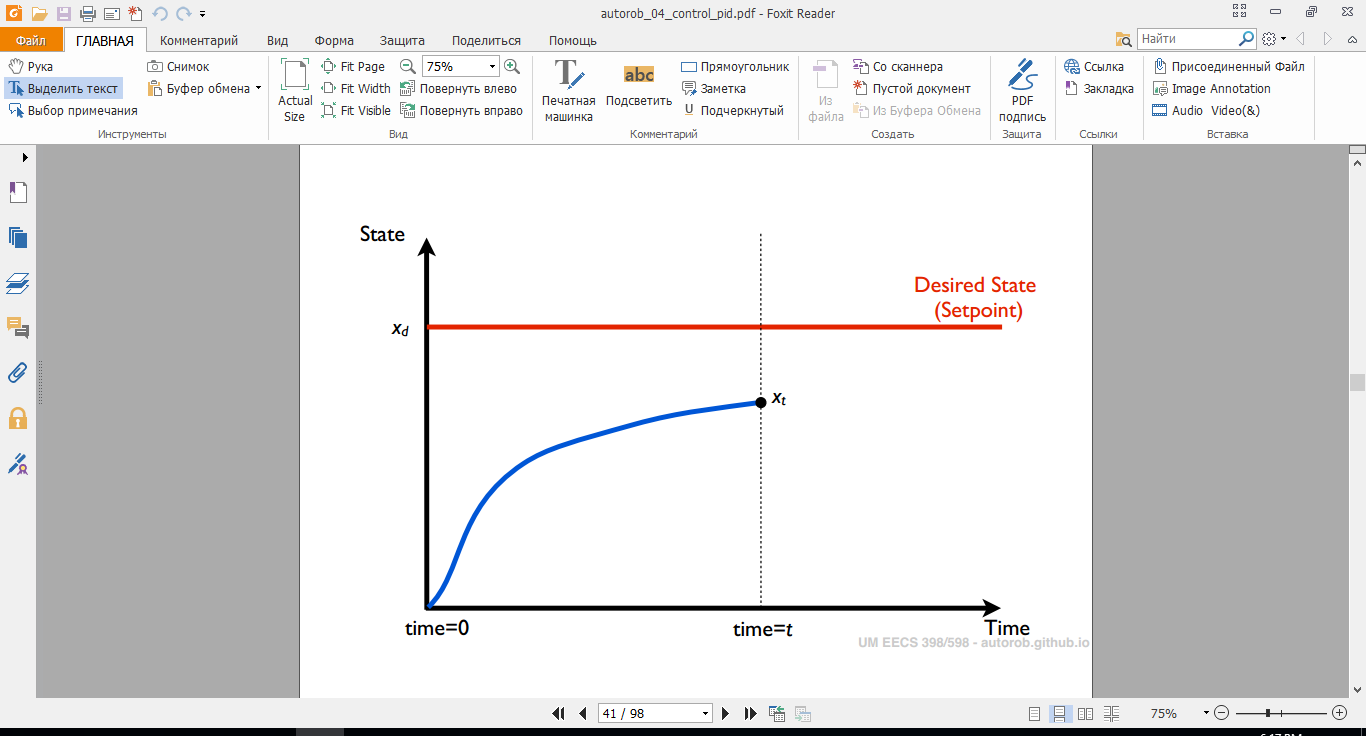 autorob_04_control_pid.pdf - Foxit Reader
Файл ГЛАВНАЯ Комментарий Вид Форма Защита Поделиться Помощь
Найти
Рука
Выделить текст
Выбор примечания
Снимок
Буфер обмена
Инструменты
Actual
Size
Fit Page
Fit Width
Fit Visible
75%
Повернуть влево
Повернуть вправо
Вид
Печатная
машинка
abc
Подсветить
Прямоугольник
Заметка
Подчеркнутый
Комментарий
Из
файла
Со сканнера
Пустой документ
Из Буфера Обмена
Создать
PDF
подпись
Защита
Ссылка
Закладка
Ссылки
Присоединенный Файл
Image Annotation
Audio Video(&)
Вставка
State
Desired State
(Setpoint)
xd
xt
time=0
time=t
Time
UM EECS 398/598 - autorob.github.io
41 / 98
75%